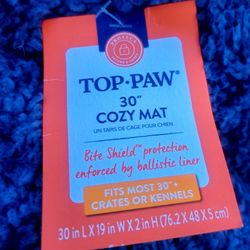 TOP·PAW®
30"
COZY MAT
UN TAPIS DE CAGE POUR CHIEN
Bite Shield™ protection
enforced by ballistic liner
FITS MOST 30"+
CRATES OR KENNELS
30 in L X 19 in W X 2 in H (76.2 X 48 X 5 cm)